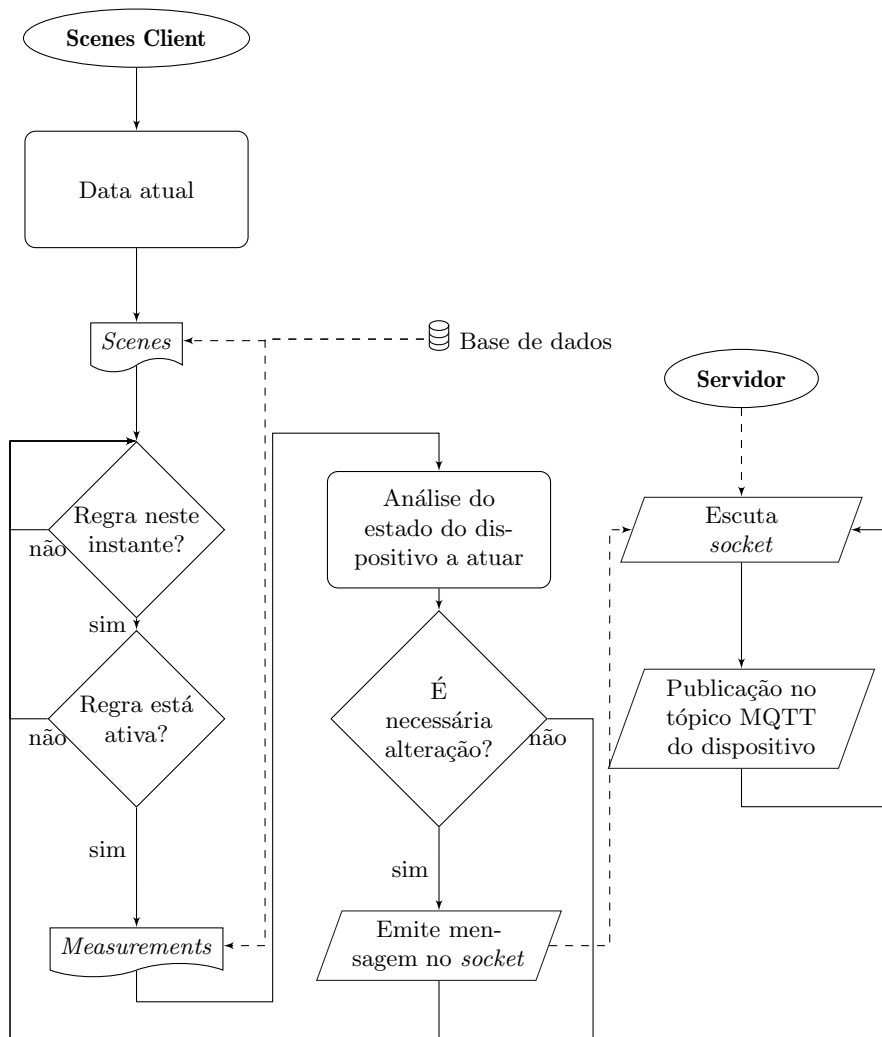 Scenes Client
Data atual
Scenes
Base de dados
Servidor
Regra neste
instante?
não
sim
Regra está
ativa?
não
sim
Measurements
Análise do
estado do dis-
positivo a atuar
É
necessária
alteração?
não
sim
Emite men-
sagem no socket
Escuta
socket
Publicação no
tópico MQTT
do dispositivo